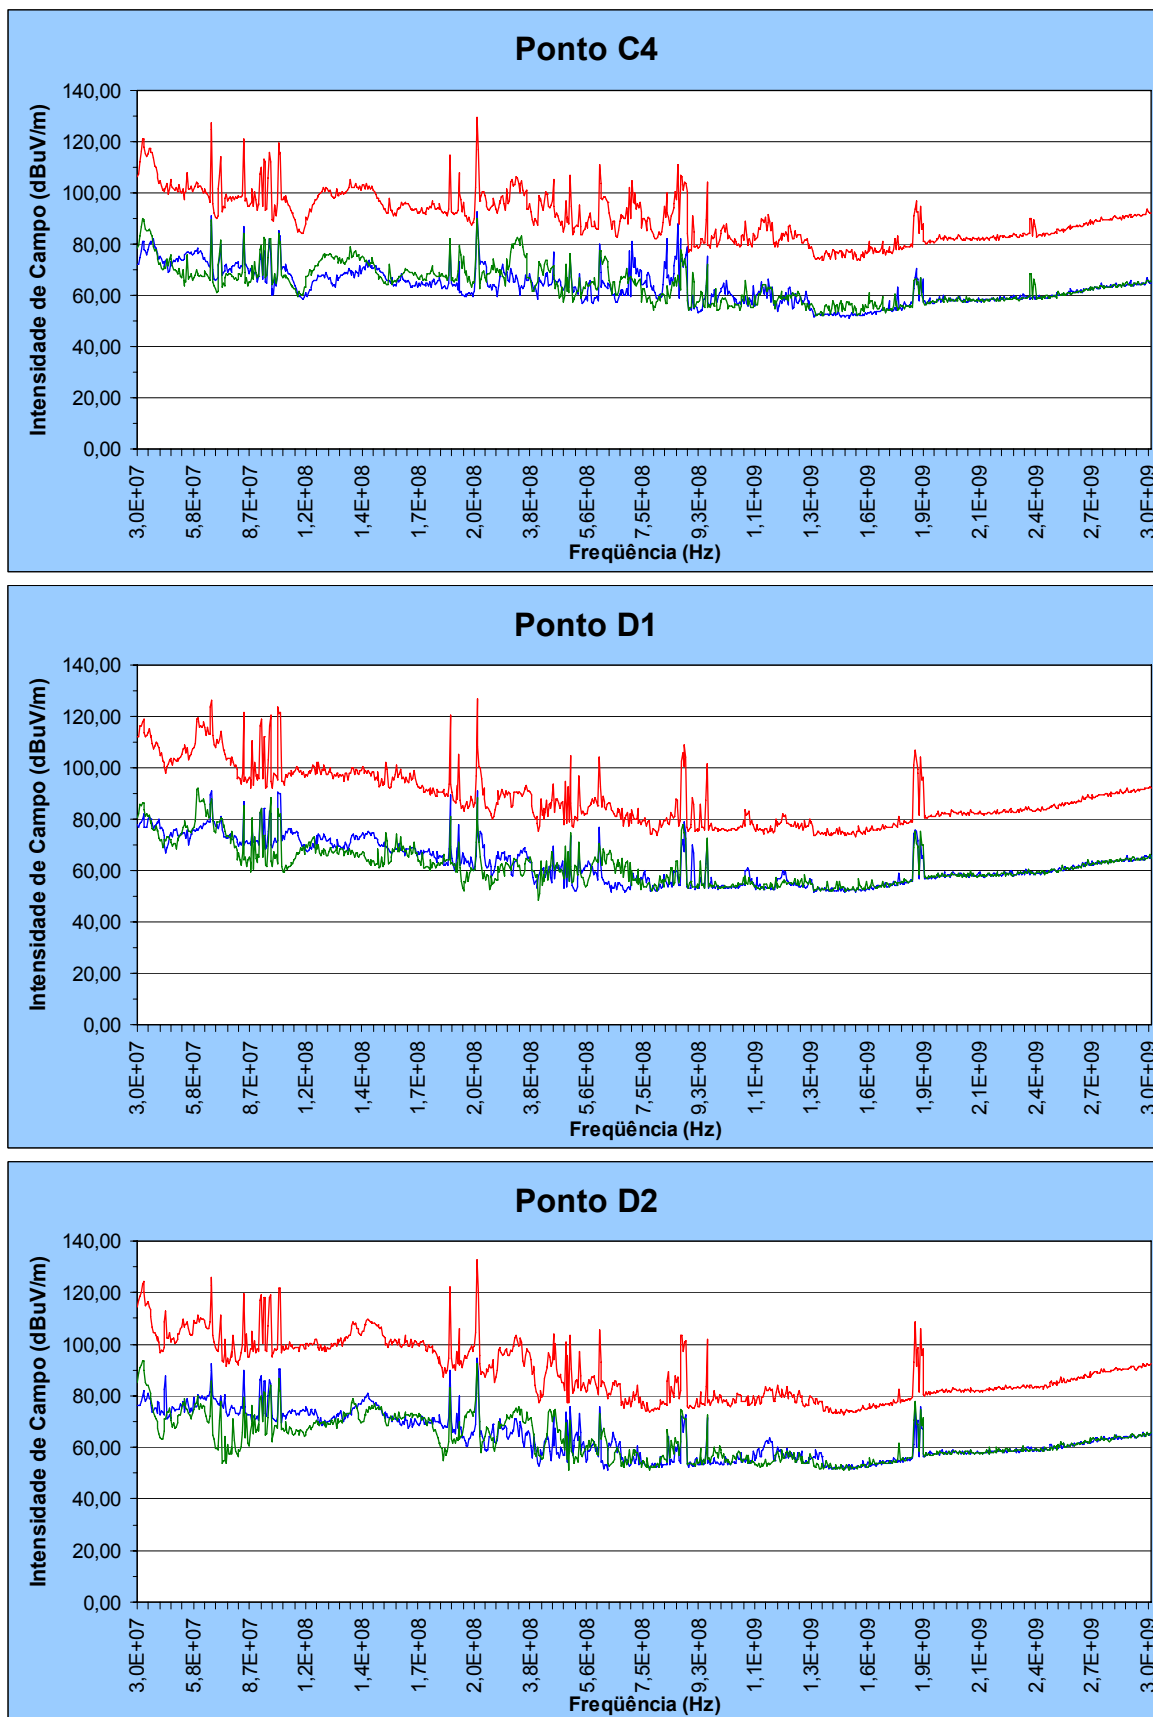 Ponto C4
Intensidade de Campo (dBuV/m)
140,00
120,00
100,00
80,00
60,00
40,00
20,00
0,00
3,0E+07
5,8E+07
8,7E+07
1,2E+08
1,4E+08
1,7E+08
2,0E+08
3,8E+08
5,6E+08
7,5E+08
9,3E+08
1,1E+09
1,3E+09
1,6E+09
1,9E+09
2,1E+09
2,4E+09
2,7E+09
3,0E+09
Freqüência (Hz)
Ponto D1
Intensidade de Campo (dBuV/m)
140,00
120,00
100,00
80,00
60,00
40,00
20,00
0,00
3,0E+07
5,8E+07
8,7E+07
1,2E+08
1,4E+08
1,7E+08
2,0E+08
3,8E+08
5,6E+08
7,5E+08
9,3E+08
1,1E+09
1,3E+09
1,6E+09
1,9E+09
2,1E+09
2,4E+09
2,7E+09
3,0E+09
Freqüência (Hz)
Ponto D2
Intensidade de Campo (dBuV/m)
140,00
120,00
100,00
80,00
60,00
40,00
20,00
0,00
3,0E+07
5,8E+07
8,7E+07
1,2E+08
1,4E+08
1,7E+08
2,0E+08
3,8E+08
5,6E+08
7,5E+08
9,3E+08
1,1E+09
1,3E+09
1,6E+09
1,9E+09
2,1E+09
2,4E+09
2,7E+09
3,0E+09
Freqüência (Hz)